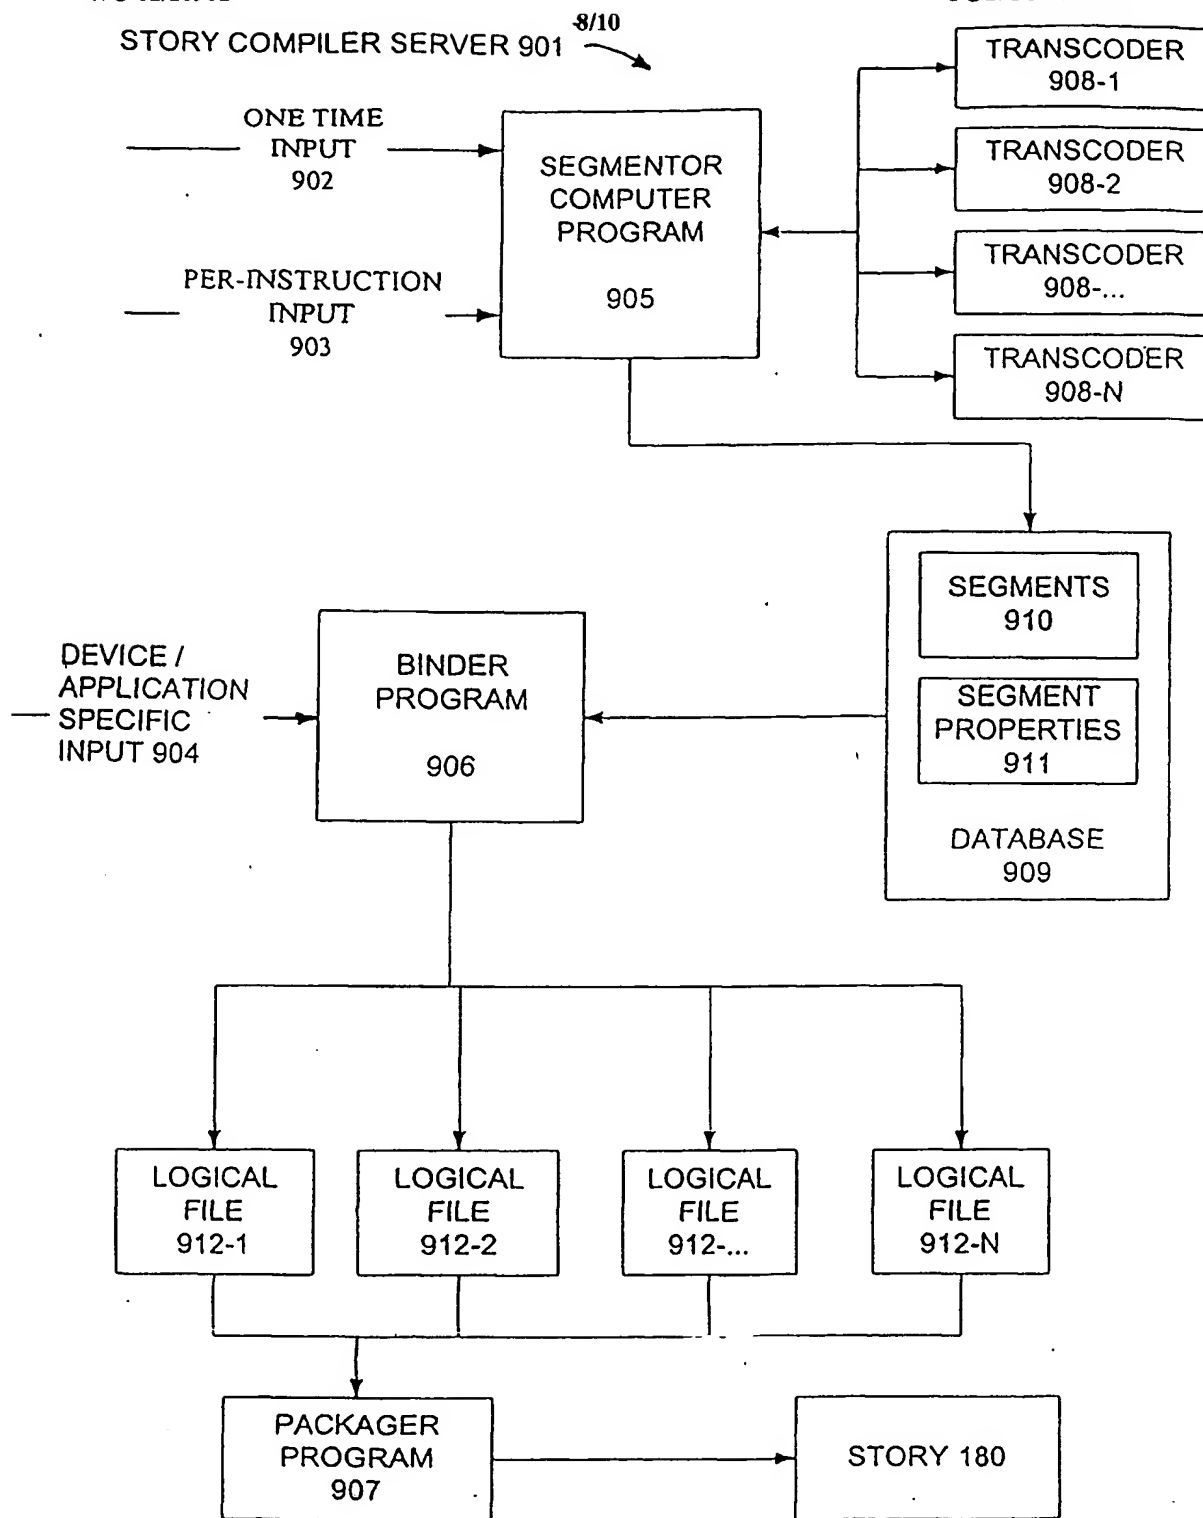 8/10
STORY COMPILER SERVER 901
ONE TIME
INPUT
902
PER-INSTRUCTION
INPUT
903
SEGMENTOR
COMPUTER
PROGRAM
905
TRANSCODER
908-1
TRANSCODER
908-2
TRANSCODER
908-...
TRANSCODER
908-N
SEGMENTS
910
SEGMENT
PROPERTIES
911
DATABASE
909
DEVICE /
APPLICATION
SPECIFIC
INPUT 904
BINDER
PROGRAM
906
LOGICAL
FILE
912-1
LOGICAL
FILE
912-2
LOGICAL
FILE
912-...
LOGICAL
FILE
912-N
PACKAGER
PROGRAM
907
STORY 180